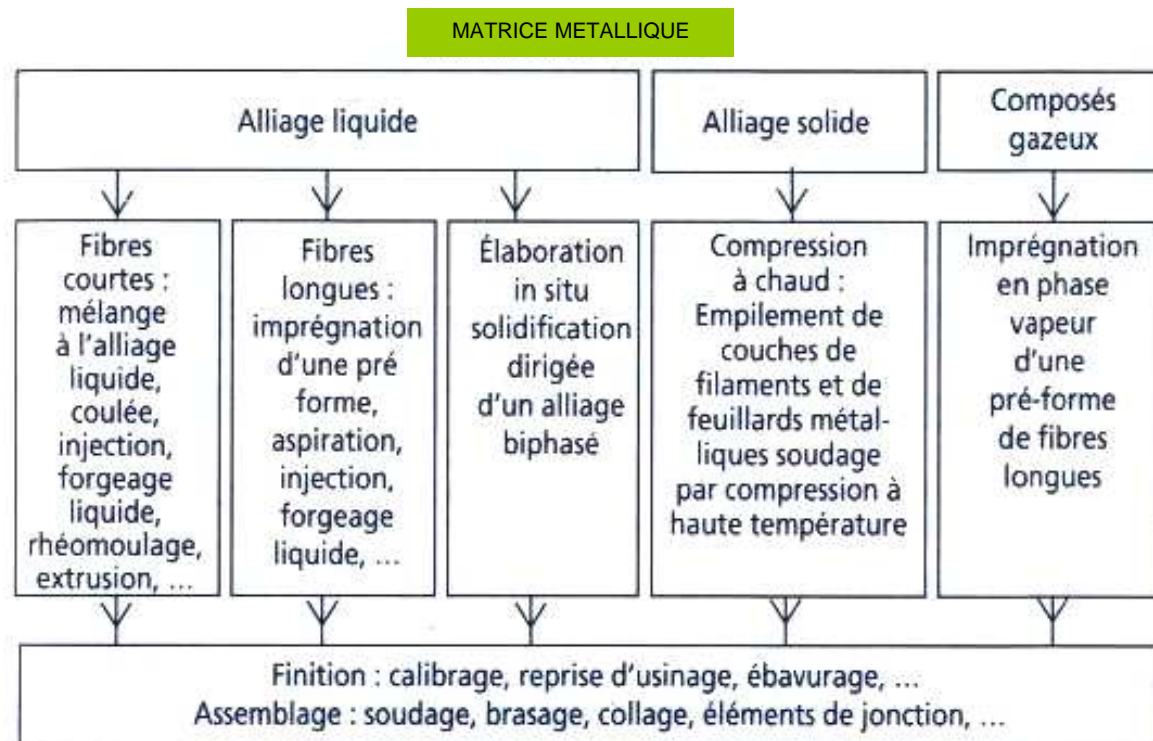 MATRICE METALLIQUE
Alliage liquide
Alliage solide
Composés
gazeux
Fibres
courtes :
mélange
à l'alliage
liquide,
coulée,
injection,
forgeage
liquide,
rhéomoulage,
extrusion, ...
Fibres
longues :
imprégnation
d'une pré
forme,
aspiration,
injection,
forgeage
liquide, ...
Élaboration
in situ
solidification
dirigée
d'un alliage
biphasé
Compression
à chaud :
Empilement de
couches de
filaments et de
feuillards métal-
liques soudage
par compression à
haute température
Imprégnation
en phase
vapeur
d'une
pré-forme
de fibres
longues
Finition : calibrage, reprise d'usinage, ébavurage, ...
Assemblage : soudage, brasage, collage, éléments de jonction, ...